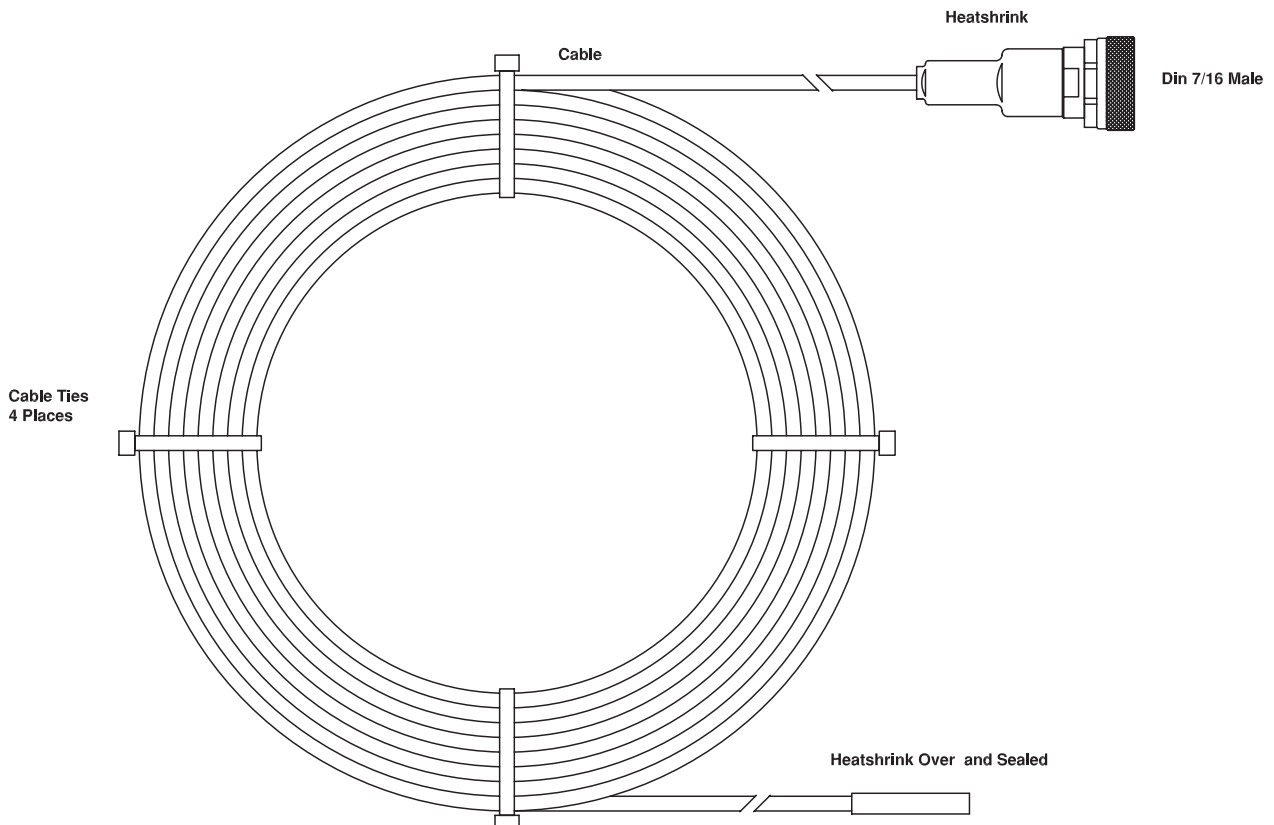 Heatshrink
Cable
Din 7/16 Male
Cable Ties
4 Places
Heatshrink Over and Sealed